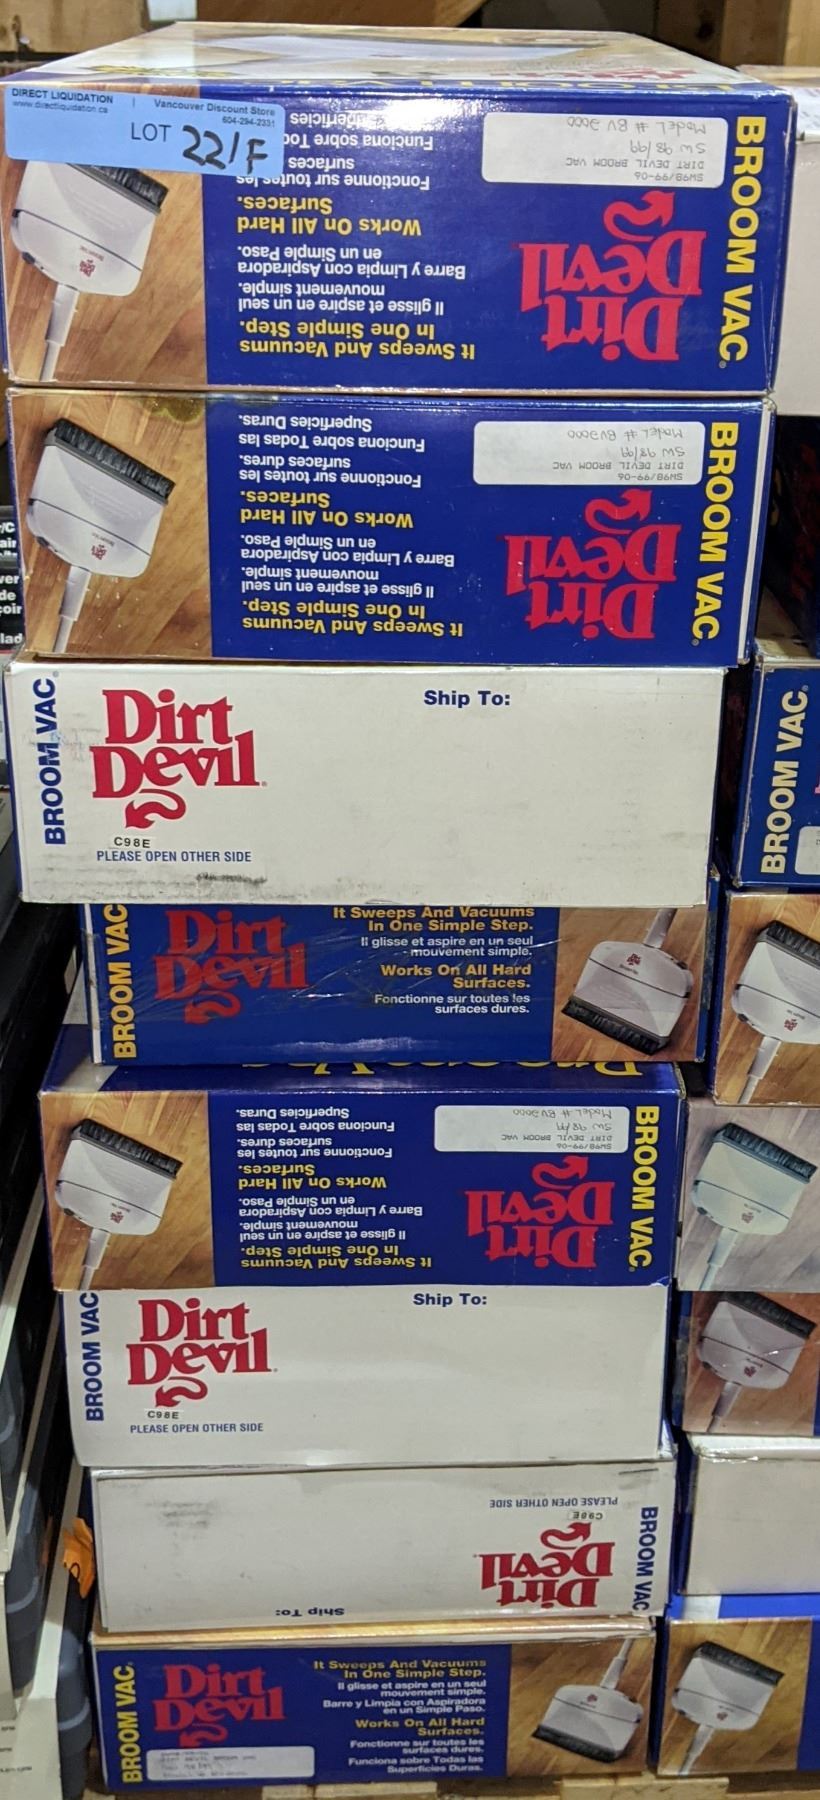 DIRECT LIQUIDATION | Vancouver Discount Store
www.directliquidation.ca 604-294-2331
LOT 221F
BROOM VAC®
Dirt
Devil
It Sweeps And Vacuums
In One Simple Step.
Il glisse et aspire en un seul
mouvement simple.
Barre y Limpia con Aspiradora
en un Simple Paso.
Works On All Hard
Surfaces.
Fonctionne sur toutes les
surfaces
Funciona sobre
SW98/99-06
DIRT DEVIL BROOM VAC
SW 98/99
Model # BV 2000
BROOM VAC®
Dirt
Devil
It Sweeps And Vacuums
In One Simple Step.
Il glisse et aspire en un seul
mouvement simple.
Barre y Limpia con Aspiradora
en un Simple Paso.
Works On All Hard
Surfaces.
Fonctionne sur toutes les
surfaces dures.
Funciona sobre Todas las
Superficies Duras.
SW98/99-06
DIRT DEVIL BROOM VAC
SW 98/99
Model # BV2000
BROOM VAC®
Dirt
Devil®
C98E
PLEASE OPEN OTHER SIDE
Ship To:
BROOM VAC
Dirt
Devil
It Sweeps And Vacuums
In One Simple Step.
Il glisse et aspire en un seul
mouvement simple.
Works On All Hard
Surfaces.
Fonctionne sur toutes les
surfaces dures.
BROOM VAC®
Dirt
Devil
It Sweeps And Vacuums
In One Simple Step.
Il glisse et aspire en un seul
mouvement simple.
Barre y Limpia con Aspiradora
en un Simple Paso.
Works On All Hard
Surfaces.
Fonctionne sur toutes les
surfaces dures.
Funciona sobre Todas las
Superficies Duras.
SW98/99-06
DIRT DEVIL BROOM VAC
SW 98/99
Model # BV2000
BROOM VAC
Dirt
Devil®
C98E
PLEASE OPEN OTHER SIDE
Ship To:
BROOM VAC
Dirt
Devil
C98E
PLEASE OPEN OTHER SIDE
Ship To:
BROOM VAC®
Dirt
Devil
It Sweeps And Vacuums
In One Simple Step.
Il glisse et aspire en un seul
mouvement simple.
Barre y Limpia con Aspiradora
en un Simple Paso.
Works On All Hard
Surfaces.
Fonctionne sur toutes les
surfaces dures.
Funciona sobre Todas las
Superficies Duras.
BROOM VAC®